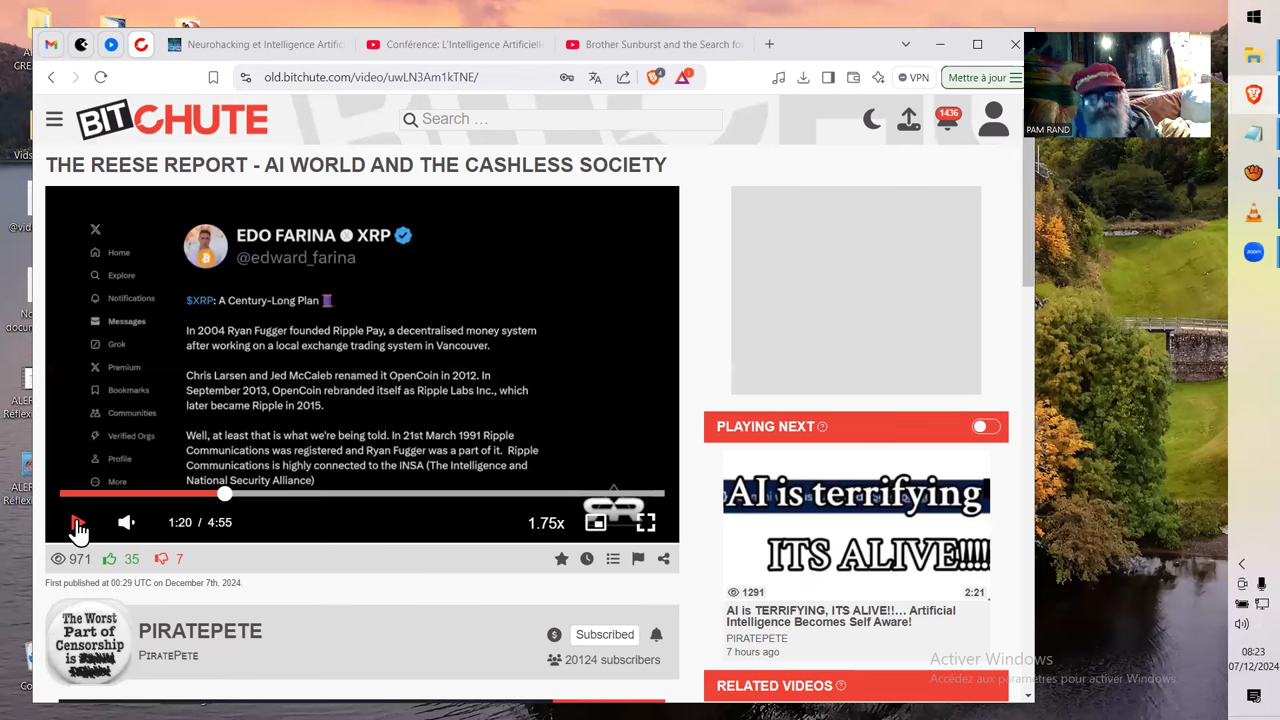 Neurohacking et Intelligence Artifici
Conférence: L'Intelligence Artificielle
Brother Sunburst and the Search for
old.bitchute.com/video/uwLN3Am1kTNE/
4
1
VPN
Mettre à jour
BITCHUTE
Search ...
1436
PAM RAND
THE REESE REPORT - AI WORLD AND THE CASHLESS SOCIETY
EDO FARINA XRP
@edward_farina
Home
Explore
Notifications
Messages
Grok
Premium
Bookmarks
Communities
Verified Orgs
Profile
More
$XRP: A Century-Long Plan
In 2004 Ryan Fugger founded Ripple Pay, a decentralised money system
after working on a local exchange trading system in Vancouver.
Chris Larsen and Jed McCaleb renamed it OpenCoin in 2012. In
September 2013, OpenCoin rebranded itself as Ripple Labs Inc., which
later became Ripple in 2015.
Well, at least that is what we're being told. In 21st March 1991 Ripple
Communications was registered and Ryan Fugger was a part of it. Ripple
Communications is highly connected to the INSA (The Intelligence and
National Security Alliance)
1:20 / 4:55
1.75x
971 35 7
First published at 00:29 UTC on December 7th, 2024.
The Worst
Part of
Censorship
is
PIRATEPETE
PIRATEPETE
Subscribed
20124 subscribers
PLAYING NEXT
AI is terrifying
ITS ALIVE!!!!
1291
2:21
AI is TERRIFYING, ITS ALIVE!!… Artificial
Intelligence Becomes Self Aware!
PIRATEPETE
7 hours ago
RELATED VIDEOS
Activer Windows
Accédez aux paramètres pour activer Windows.
zoom
08:23
07/12/2024